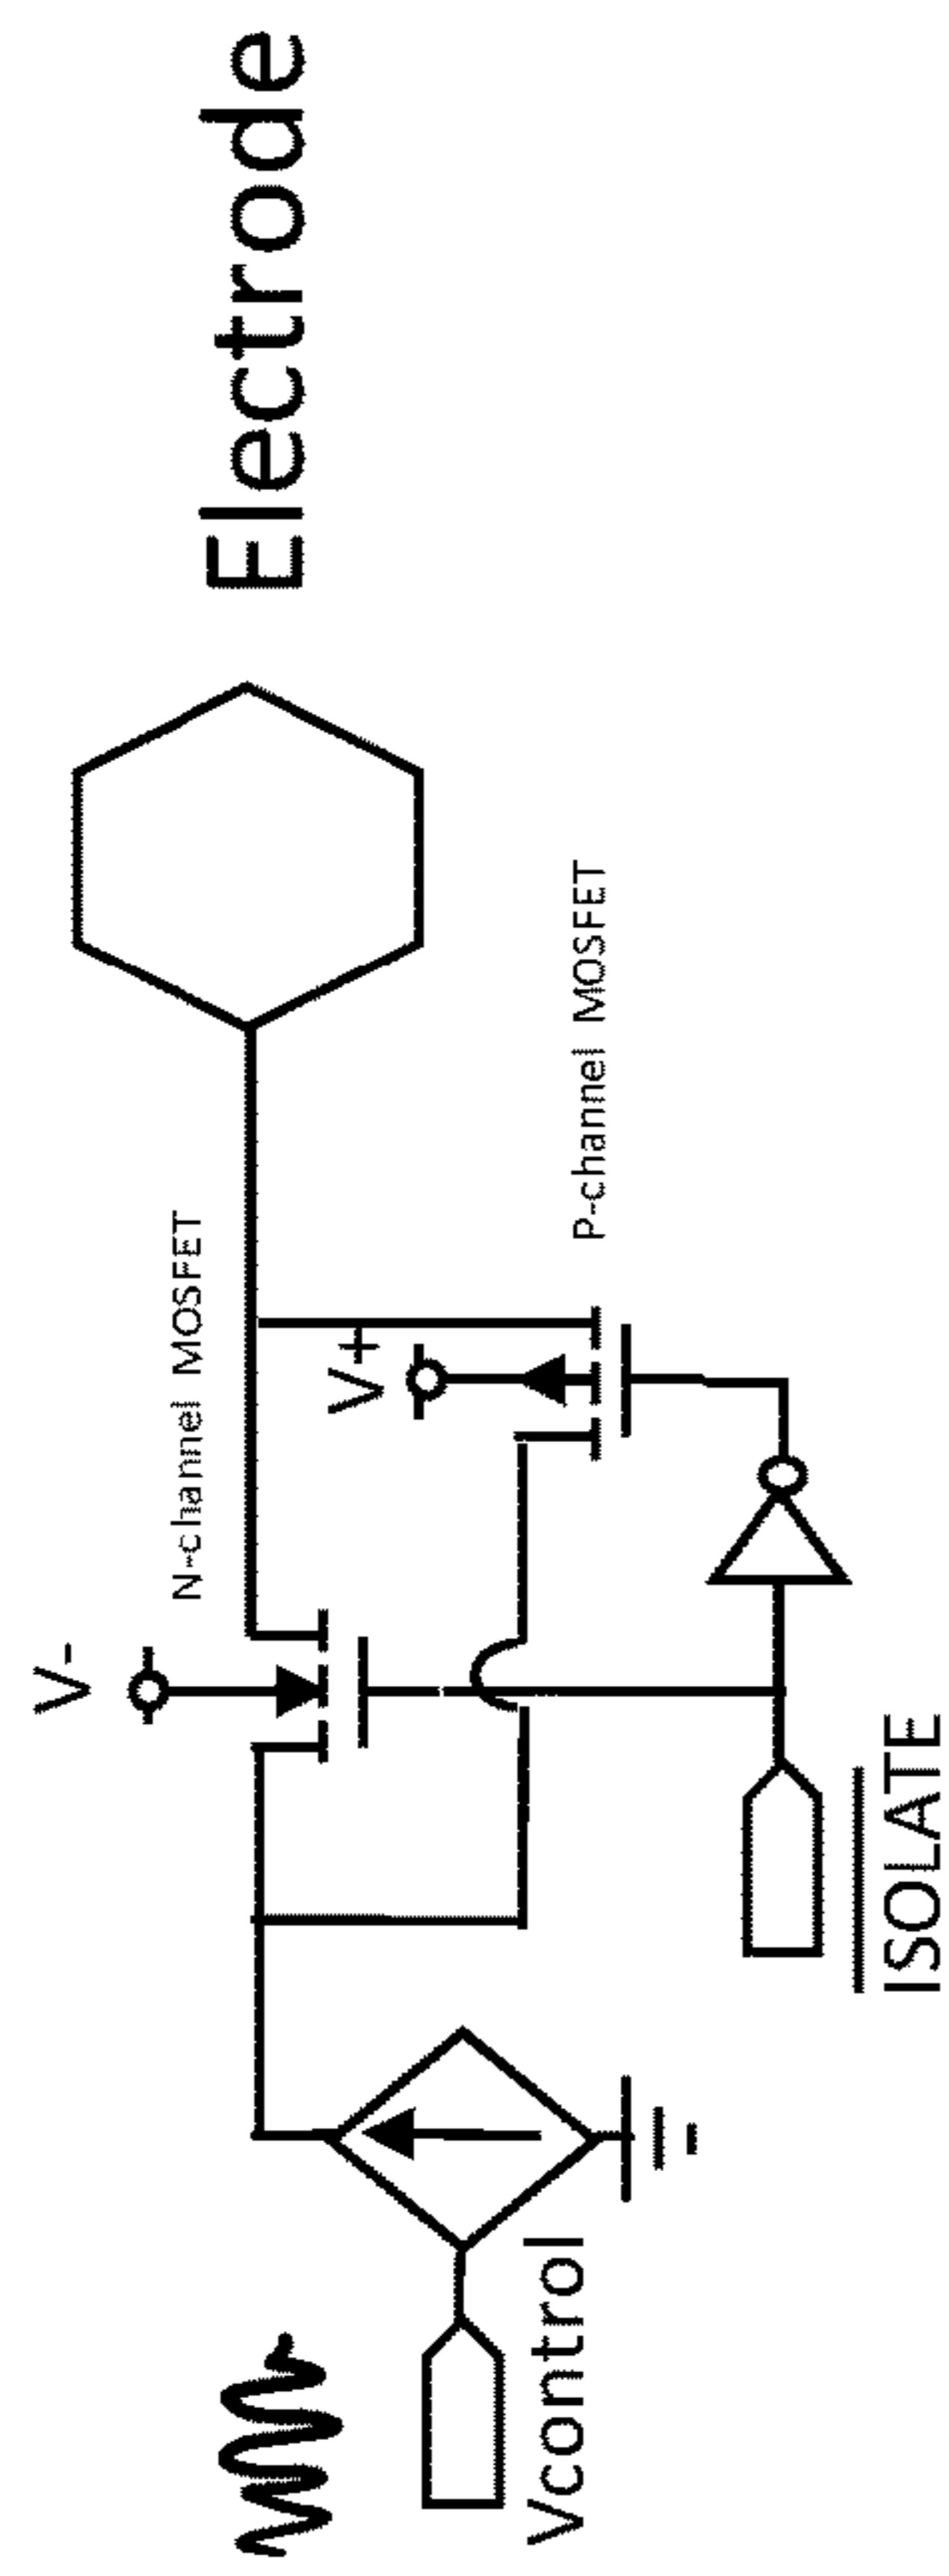 V-
N-channel MOSFET
Electrode
V+
P-channel MOSFET
Vcontrol
ISOLATE